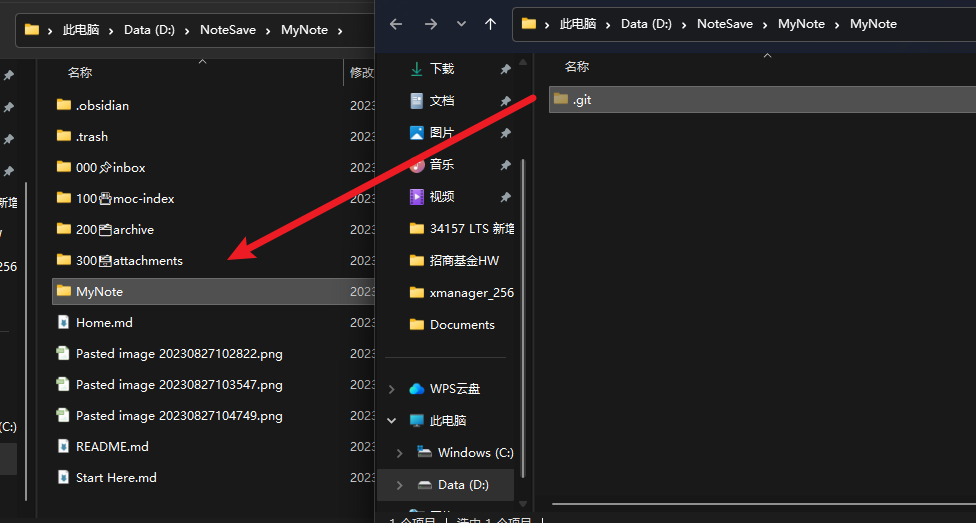 此电脑 › Data (D:) › NoteSave › MyNote ›
名称 修改
.obsidian 2023
.trash 2023
000📌inbox 2023
100moc-index 2023
200🗃archive 2023
300🗃attachments 2023
MyNote 2023
Home.md 2023
Pasted image 20230827102822.png 2023
Pasted image 20230827103547.png 2023
Pasted image 20230827104749.png 2023
README.md 2023
Start Here.md 2023
新增
256
(C:)
此电脑 › Data (D:) › NoteSave › MyNote › MyNote
名称
.git
下载
文档
图片
音乐
视频
34157 LTS 新增
招商基金HW
xmanager_256
Documents
WPS云盘
此电脑
Windows (C:)
Data (D:)
1 个项目 选中 1 个项目